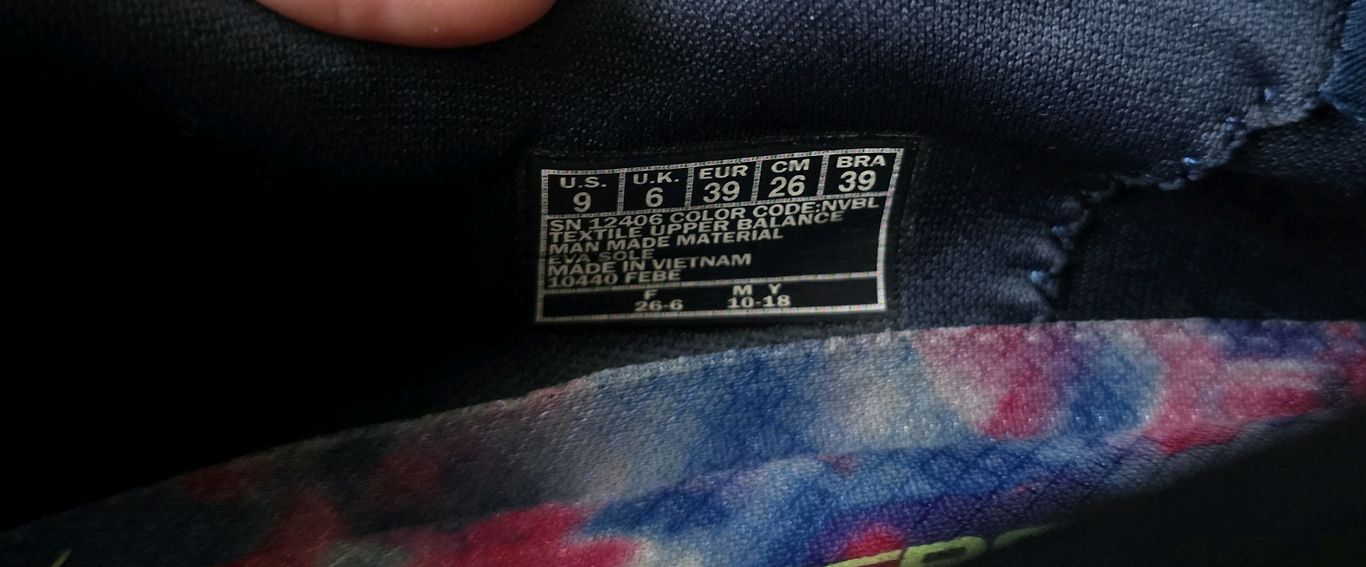 U.S. U.K. EUR CM BRA
9 6 39 26 39
SN 12406 COLOR CODE:NVBL
TEXTILE UPPER BALANCE
MAN MADE MATERIAL
EVA SOLE
MADE IN VIETNAM
10440 FEBE
F M Y
26-6 10-18